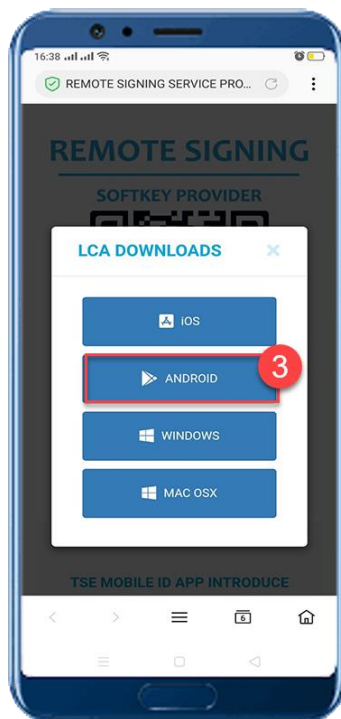 16:38
REMOTE SIGNING SERVICE PRO...
REMOTE SIGNING
SOFTKEY PROVIDER
LCA DOWNLOADS
iOS
ANDROID
3
WINDOWS
MAC OSX
TSE MOBILE ID APP INTRODUCE
6